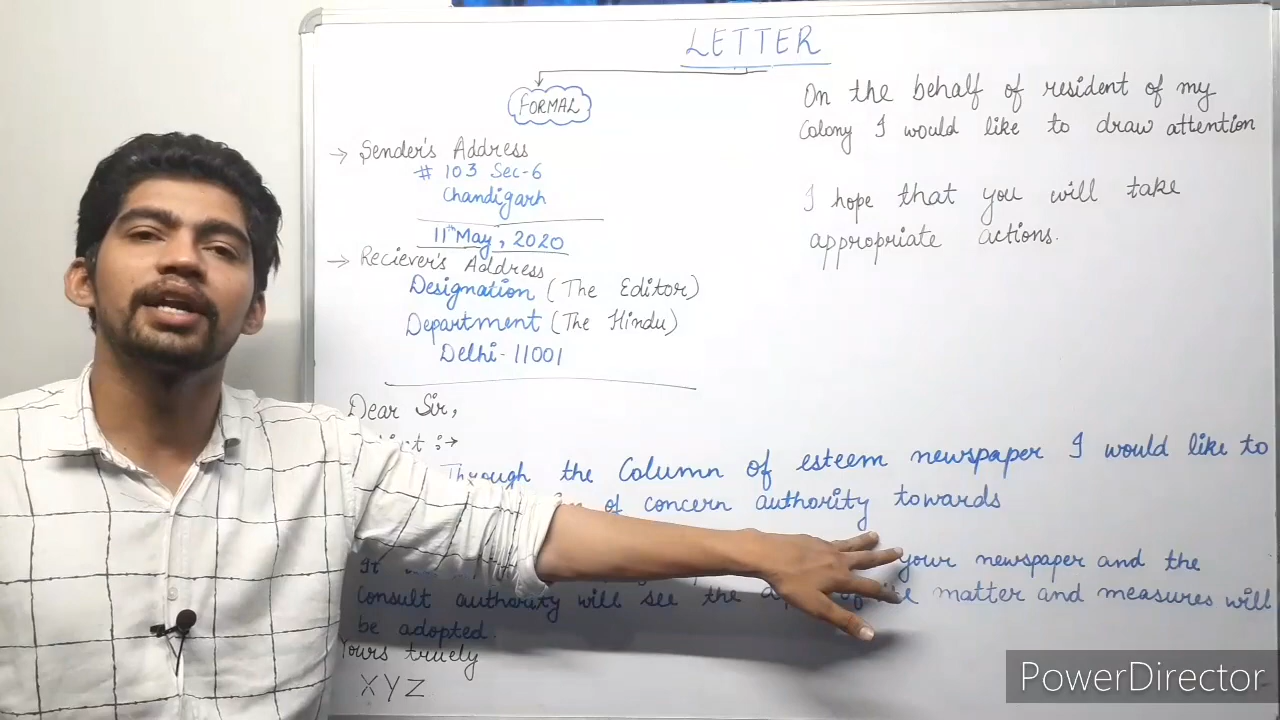 LETTER
FORMAL
→ Sender's Address
# 103 Sec-6
Chandigarh
11th May, 2020
→ Reciever's Address
Designation (The Editor)
Department (The Hindu)
Delhi - 11001
Dear Sir,
Through the Column of esteem newspaper I would like to
of concern authority towards
It your newspaper and the
Consult authority will see the matter and measures will
be adopted.
Yours truely
XYZ
On the behalf of resident of my
Colony I would like to draw attention
I hope that you will take
appropriate actions.
PowerDirector